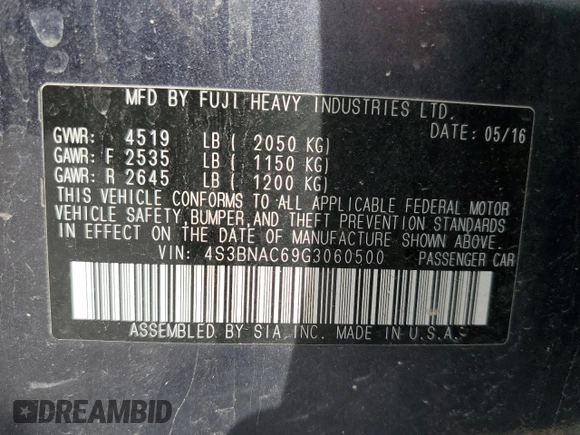 MFD BY FUJI HEAVY INDUSTRIES LTD.
DATE: 05/16
GVWR: 4519 LB ( 2050 KG)
GAWR: F 2535 LB ( 1150 KG)
GAWR: R 2645 LB ( 1200 KG)
THIS VEHICLE CONFORMS TO ALL APPLICABLE FEDERAL MOTOR
VEHICLE SAFETY, BUMPER, AND THEFT PREVENTION STANDARDS
IN EFFECT ON THE DATE OF MANUFACTURE SHOWN ABOVE.
VIN: 4S3BNAC69G3060500 PASSENGER CAR
ASSEMBLED BY SIA, INC. MADE IN U.S.A.
DREAMBID